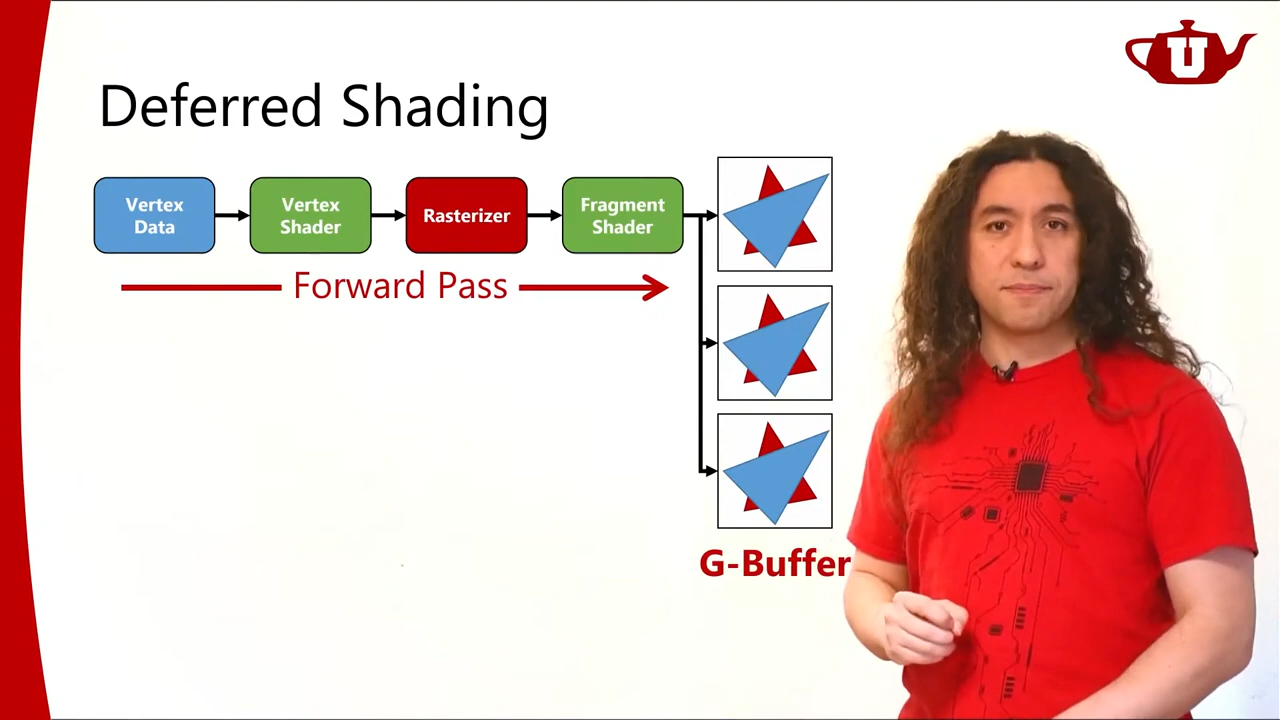 U
Deferred Shading
Vertex
Data
Vertex
Shader
Rasterizer
Fragment
Shader
Forward Pass
G-Buffer